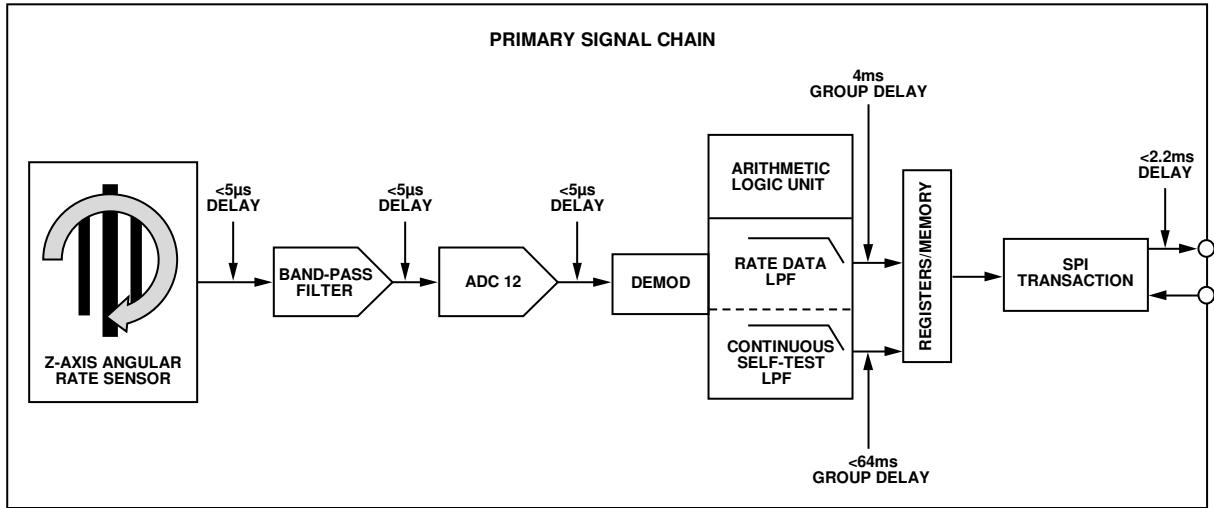 PRIMARY SIGNAL CHAIN
4ms
GROUP DELAY
<5µs
DELAY
<5µs
DELAY
<5µs
DELAY
ARITHMETIC
LOGIC UNIT
<2.2ms
DELAY
BAND-PASS
FILTER
ADC 12
DEMOD
RATE DATA
LPF
REGISTERS/MEMORY
SPI
TRANSACTION
Z-AXIS ANGULAR
RATE SENSOR
CONTINUOUS
SELF-TEST
LPF
<64ms
GROUP DELAY